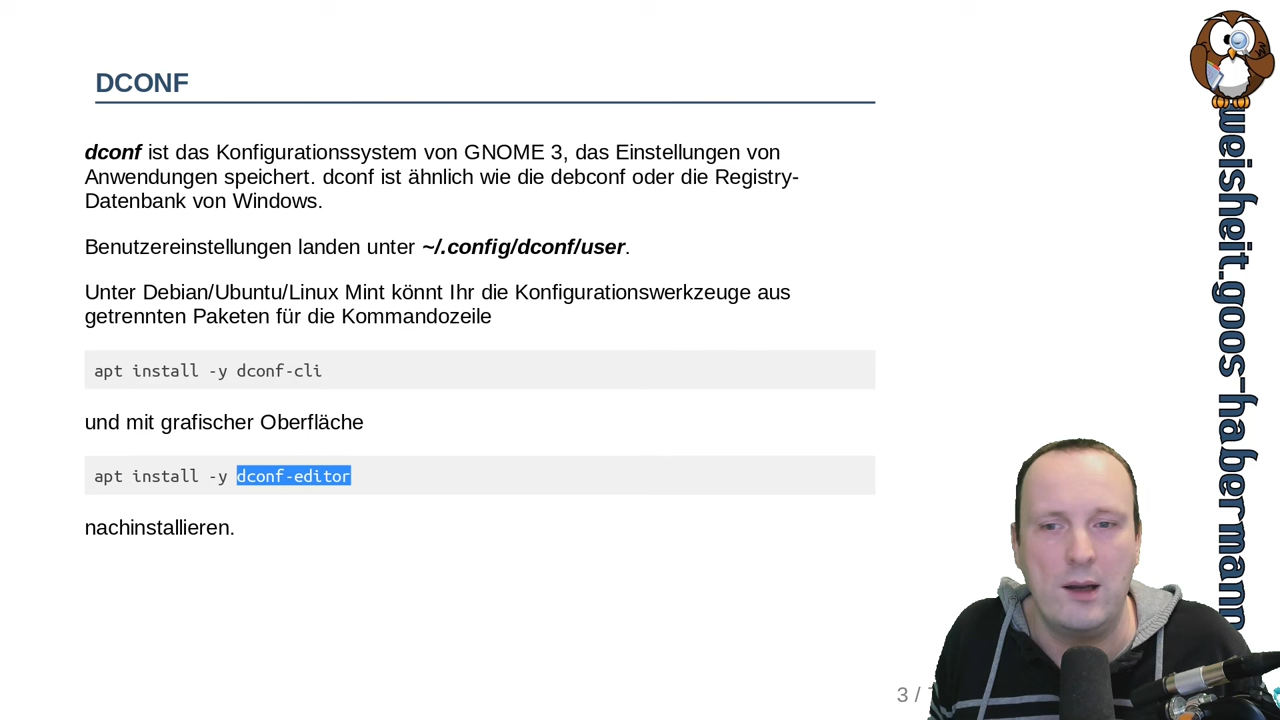 DCONF
dconf ist das Konfigurationssystem von GNOME 3, das Einstellungen von
Anwendungen speichert. dconf ist ähnlich wie die debconf oder die Registry-
Datenbank von Windows.
Benutzereinstellungen landen unter ~/.config/dconf/user.
Unter Debian/Ubuntu/Linux Mint könnt Ihr die Konfigurationswerkzeuge aus
getrennten Paketen für die Kommandozeile
apt install -y dconf-cli
und mit grafischer Oberfläche
apt install -y dconf-editor
nachinstallieren.
3 /
weisheit.goos-habermann